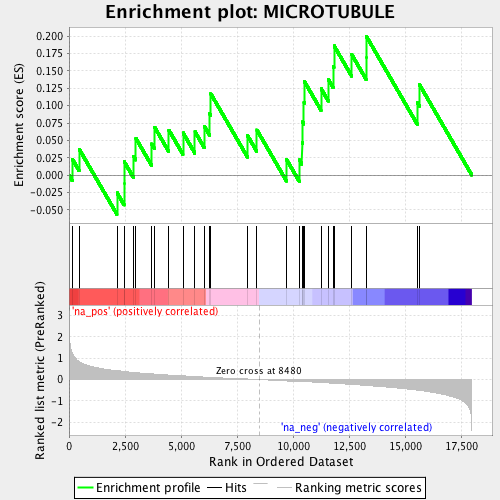 Enrichment plot: MICROTUBULE
Enrichment score (ES)
0.200
0.175
0.150
0.125
0.100
0.075
0.050
0.025
0.000
-0.025
-0.050
'na_pos' (positively correlated)
Ranked list metric (PreRanked)
3
2
1
0
-1
-2
Zero cross at 8480
'na_neg' (negatively correlated)
0 2,500 5,000 7,500 10,000 12,500 15,000 17,500
Rank in Ordered Dataset
Enrichment profile Hits Ranking metric scores